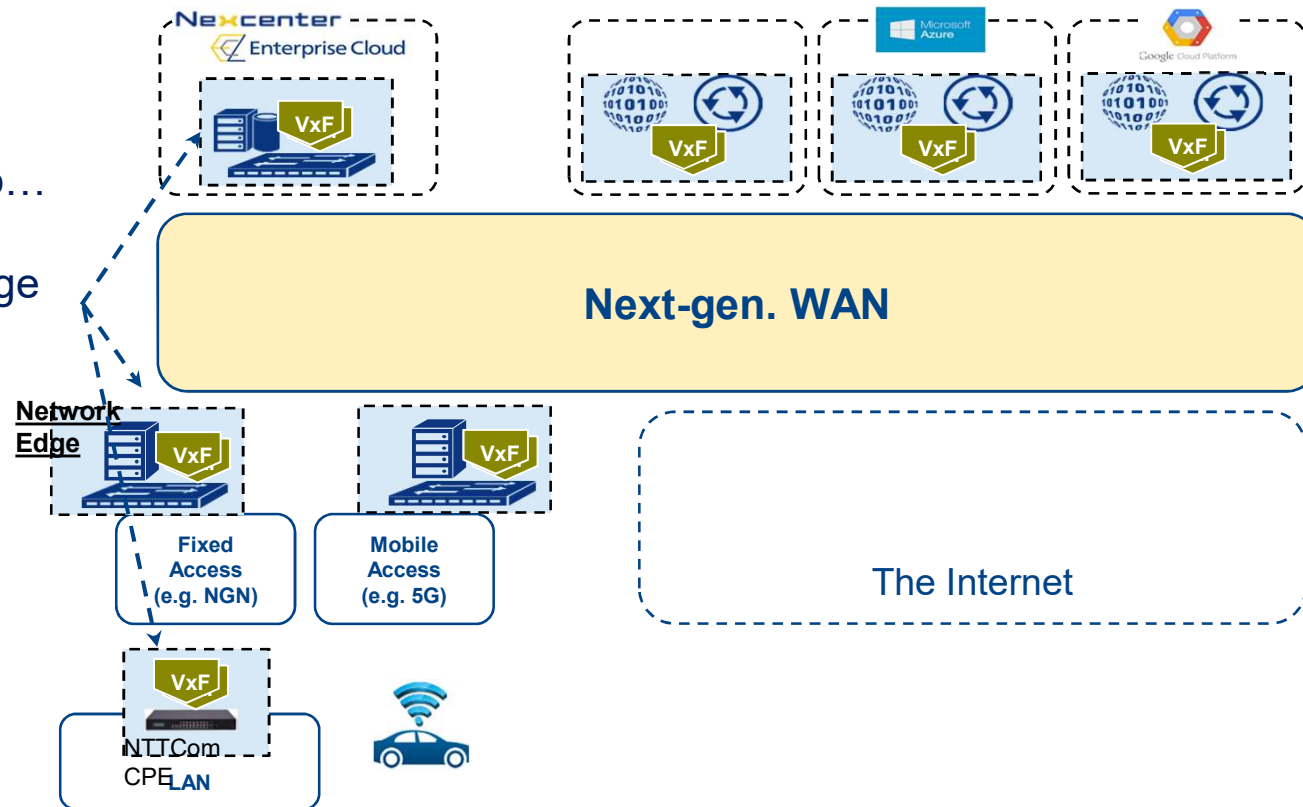 Nexcenter
Enterprise Cloud
Microsoft
Azure
Google Cloud Platform
VxF
VxF
VxF
VxF
Next-gen. WAN
Network
Edge
VxF
VxF
Fixed
Access
(e.g. NGN)
Mobile
Access
(e.g. 5G)
The Internet
VxF
NTTCom
CPE
LAN